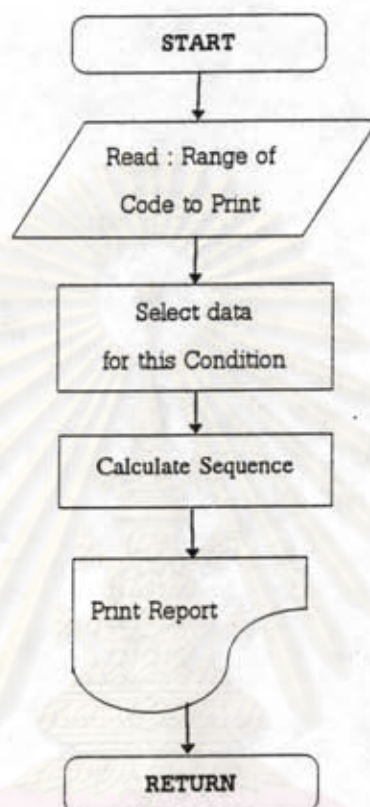 START
Read : Range of
Code to Print
Select data
for this Condition
Calculate Sequence
Print Report
RETURN